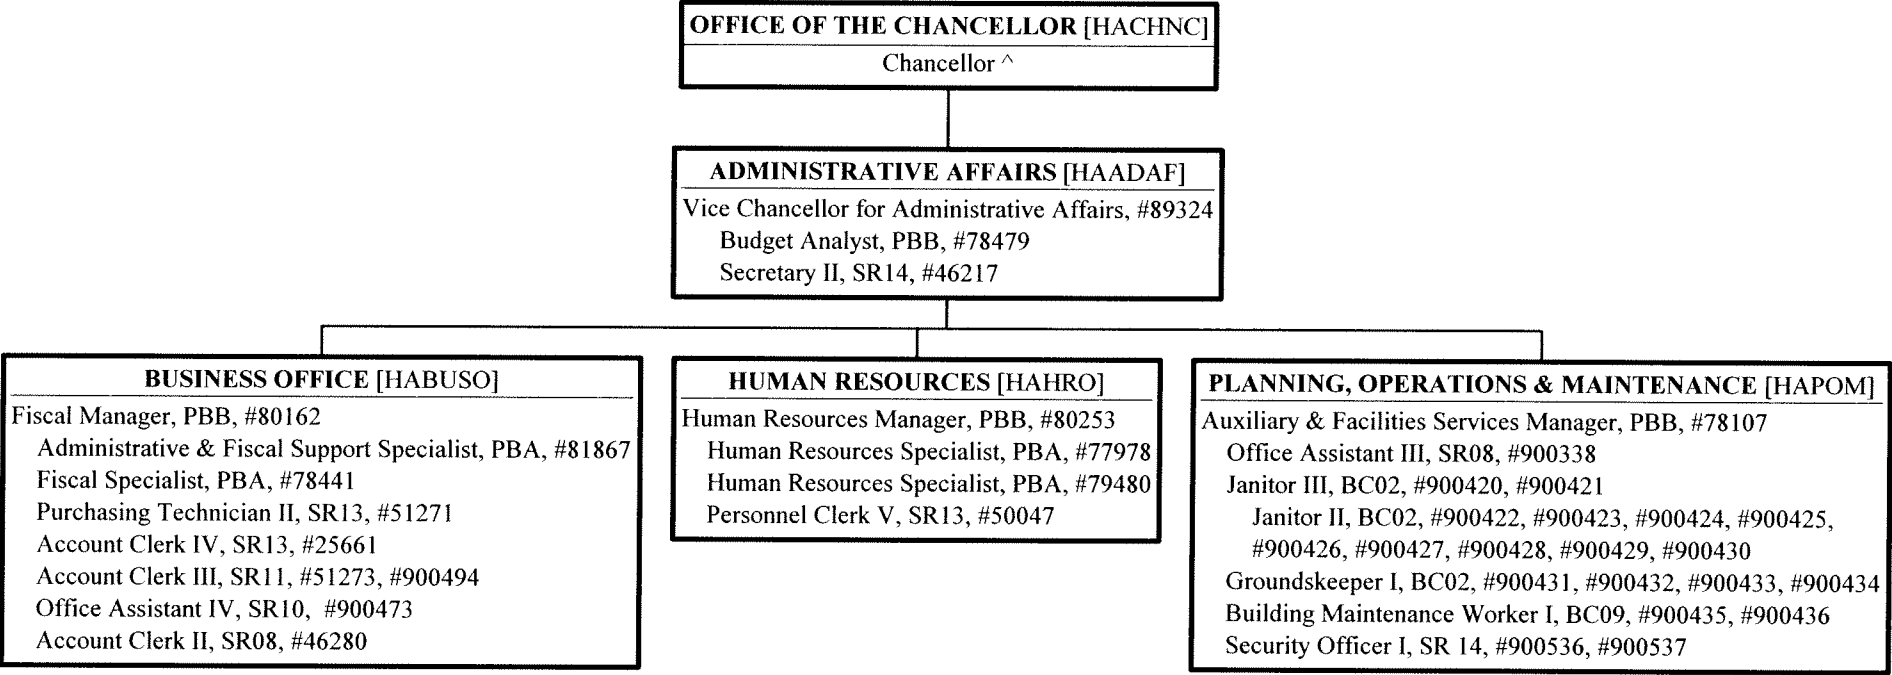 OFFICE OF THE CHANCELLOR [HACHNC]
Chancellor ^
ADMINISTRATIVE AFFAIRS [HAADAF]
Vice Chancellor for Administrative Affairs, #89324
Budget Analyst, PBB, #78479
Secretary II, SR14, #46217
BUSINESS OFFICE [HABUSO]
Fiscal Manager, PBB, #80162
Administrative & Fiscal Support Specialist, PBA, #81867
Fiscal Specialist, PBA, #78441
Purchasing Technician II, SR13, #51271
Account Clerk IV, SR13, #25661
Account Clerk III, SR11, #51273, #900494
Office Assistant IV, SR10, #900473
Account Clerk II, SR08, #46280
HUMAN RESOURCES [HAHRO]
Human Resources Manager, PBB, #80253
Human Resources Specialist, PBA, #77978
Human Resources Specialist, PBA, #79480
Personnel Clerk V, SR13, #50047
PLANNING, OPERATIONS & MAINTENANCE [HAPOM]
Auxiliary & Facilities Services Manager, PBB, #78107
Office Assistant III, SR08, #900338
Janitor III, BC02, #900420, #900421
Janitor II, BC02, #900422, #900423, #900424, #900425,
#900426, #900427, #900428, #900429, #900430
Groundskeeper I, BC02, #900431, #900432, #900433, #900434
Building Maintenance Worker I, BC09, #900435, #900436
Security Officer I, SR 14, #900536, #900537